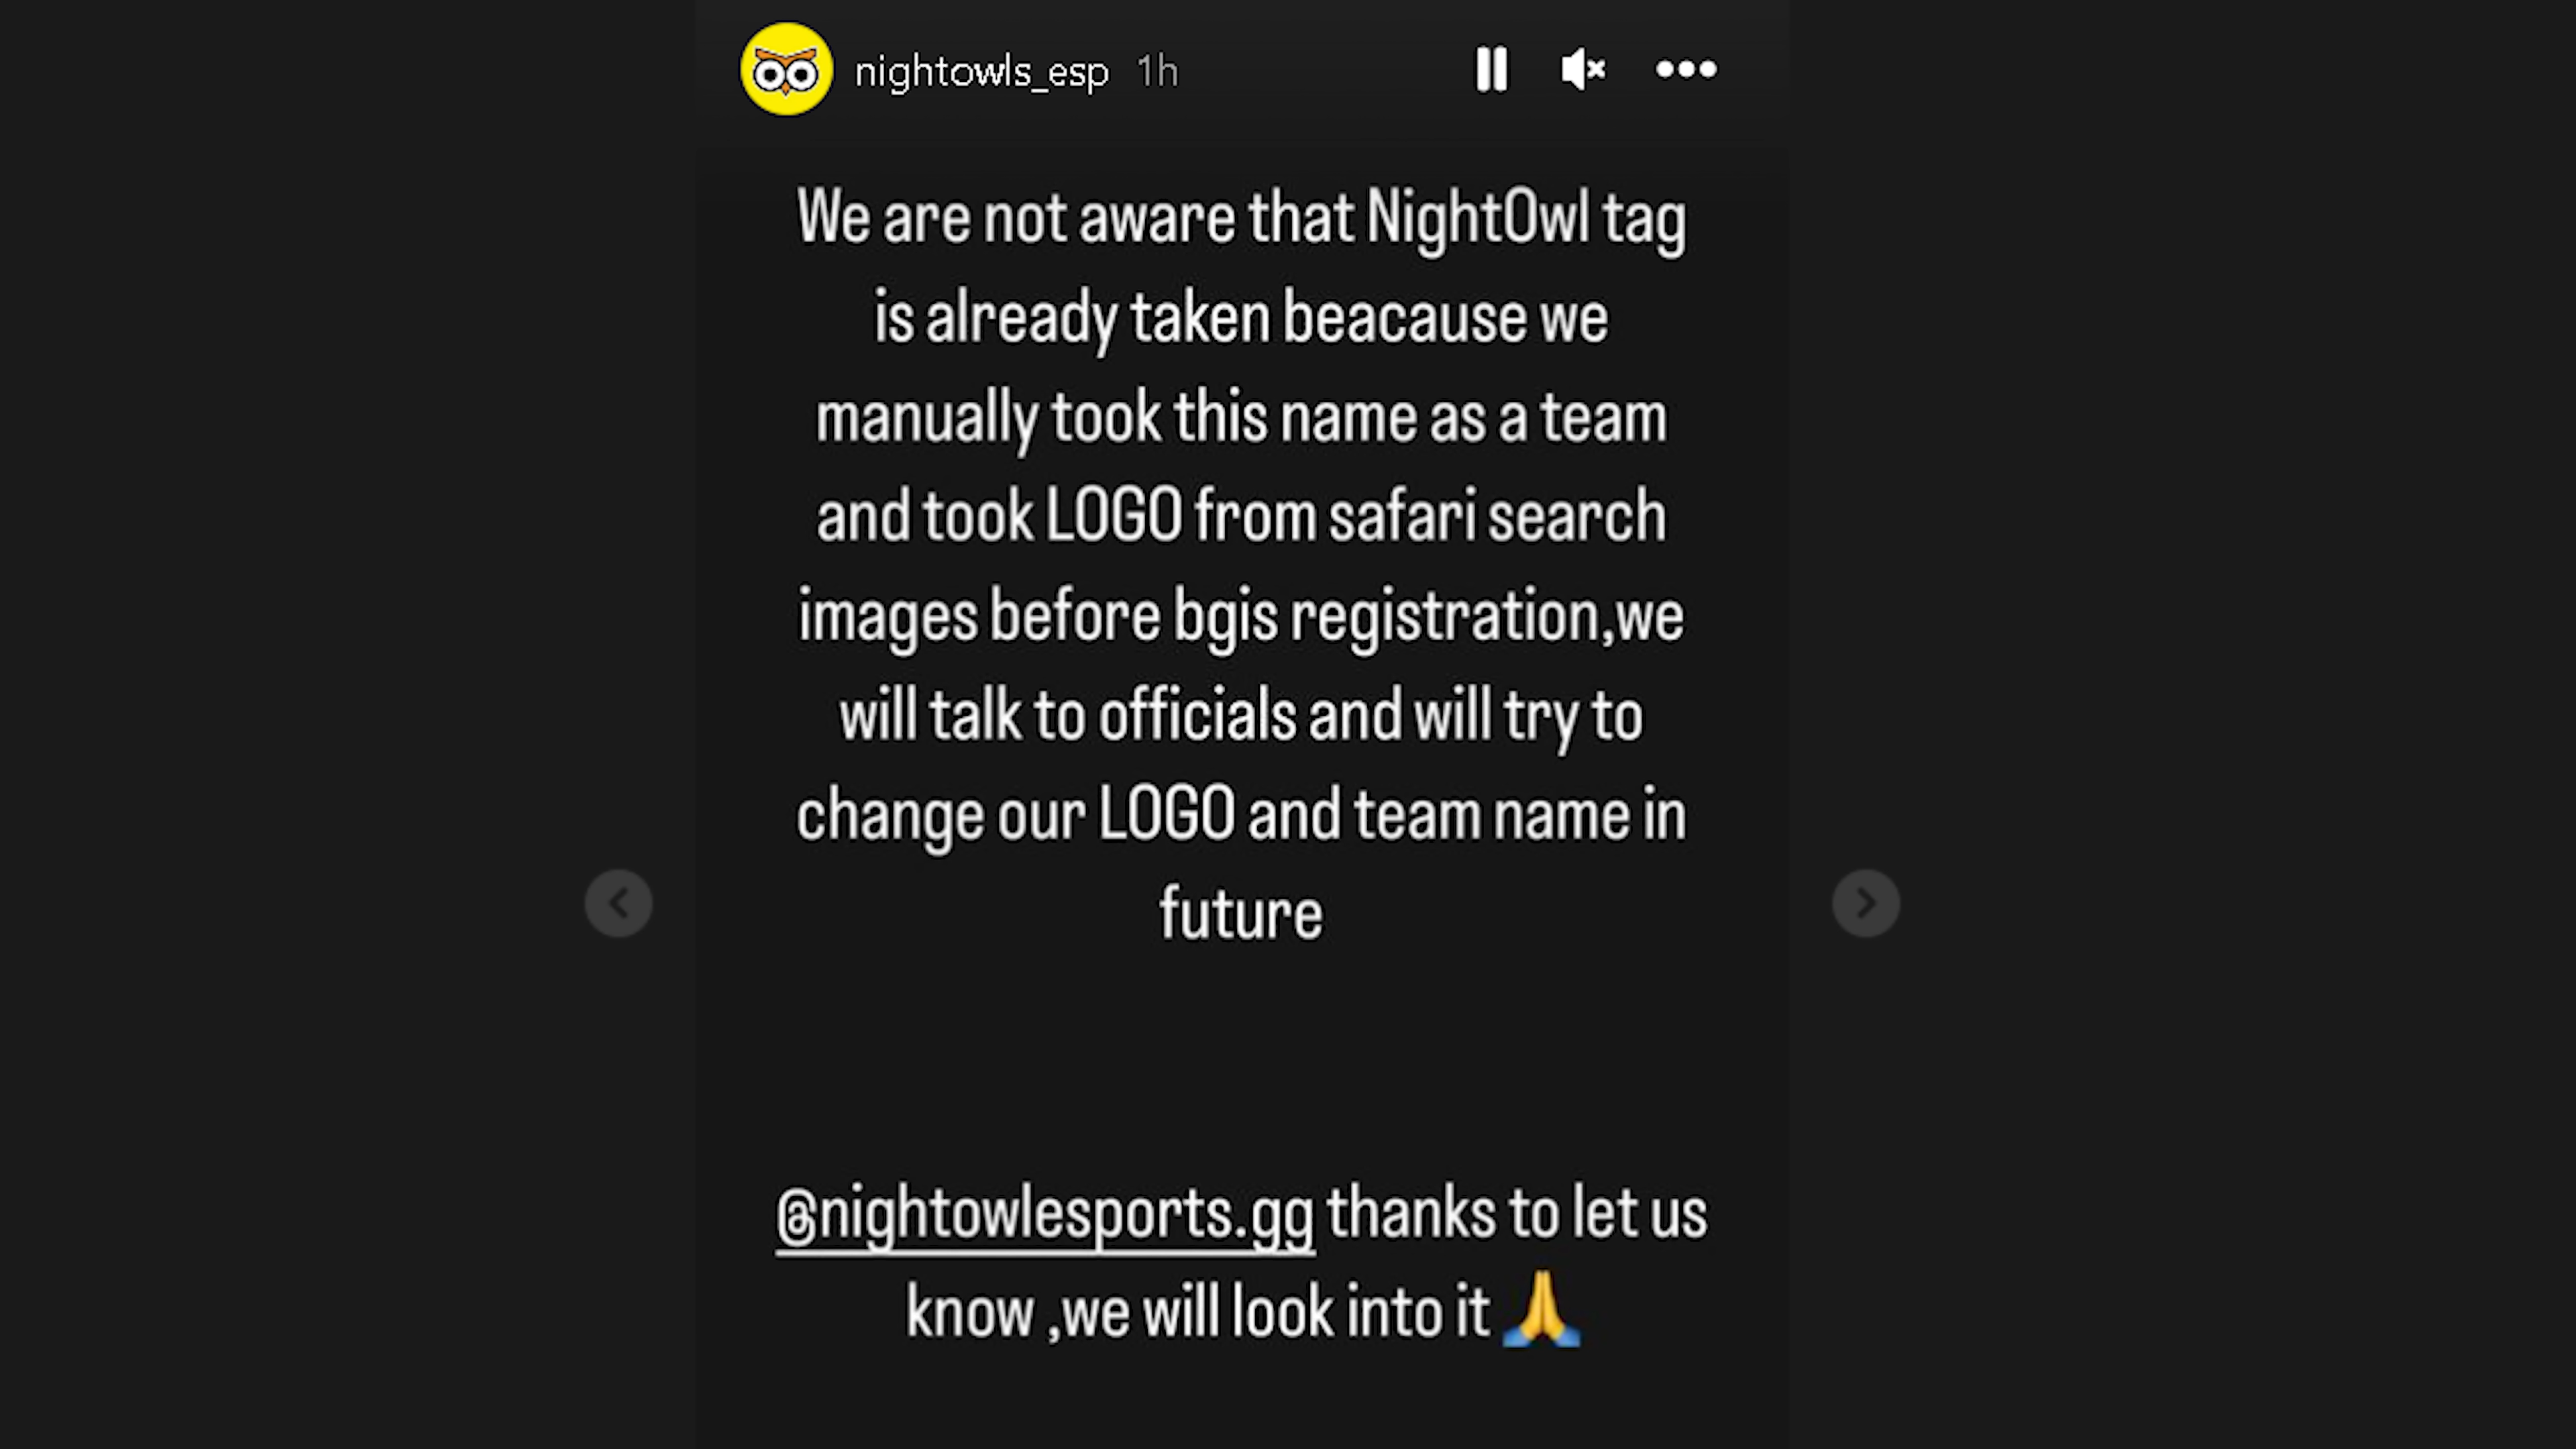 nightowls_esp 1h
We are not aware that NightOwl tag
is already taken beacause we
manually took this name as a team
and took LOGO from safari search
images before bgis registration,we
will talk to officials and will try to
change our LOGO and team name in
future
@nightowlesports.gg thanks to let us
know ,we will look into it 🙏